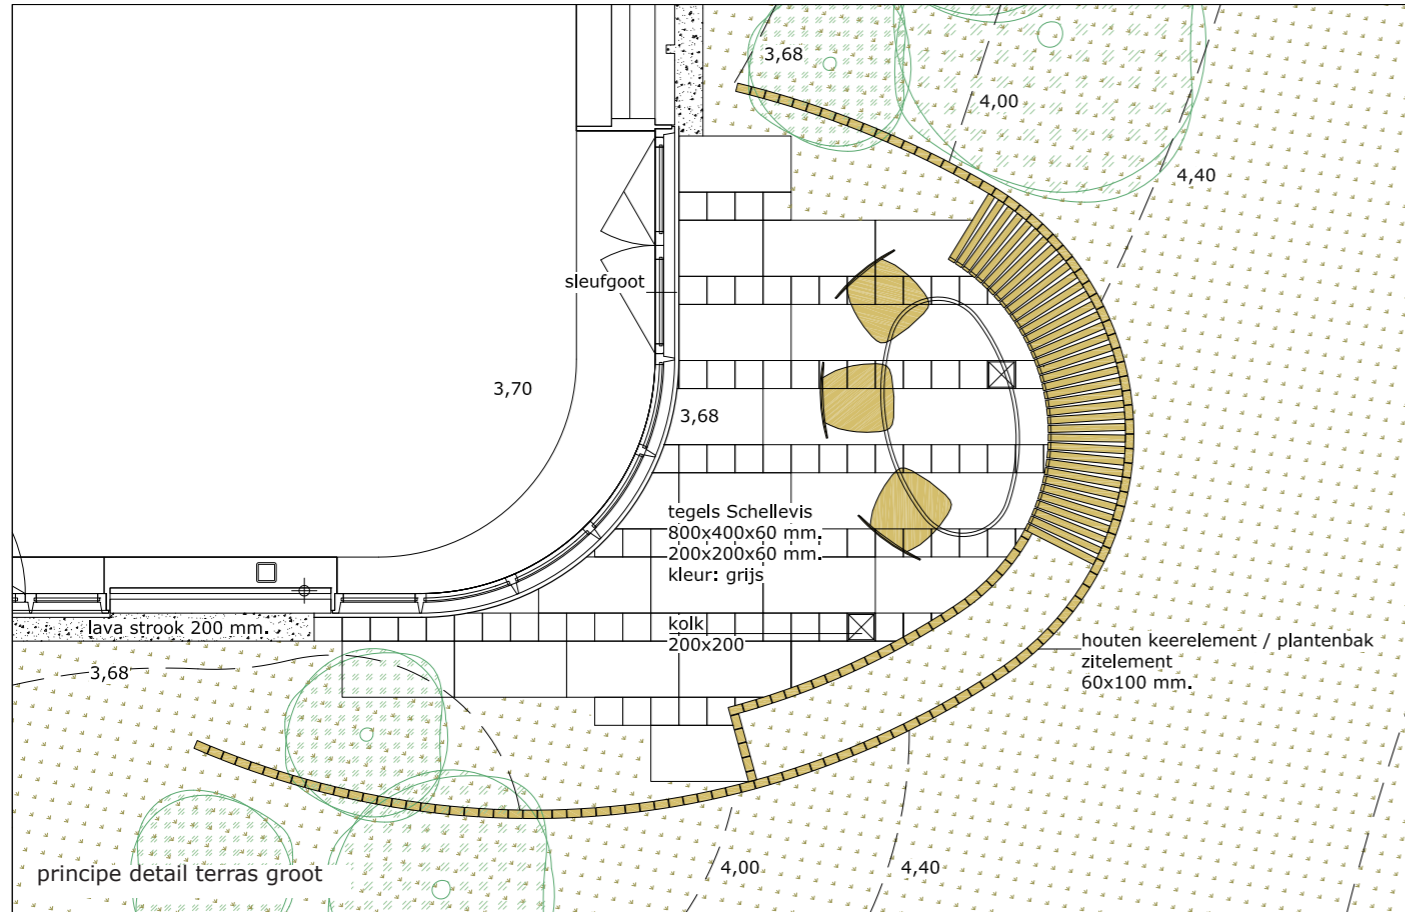 3,68
4,00
4,40
sleufgoot
3,70
3,68
tegels Schellevis
800x400x60 mm.
200x200x60 mm.
kleur: grijs
lava strook 200 mm.
kolk
200x200
houten keerelement / plantenbak
zitelement
60x100 mm.
3,68
4,00
4,40
principe detail terras groot